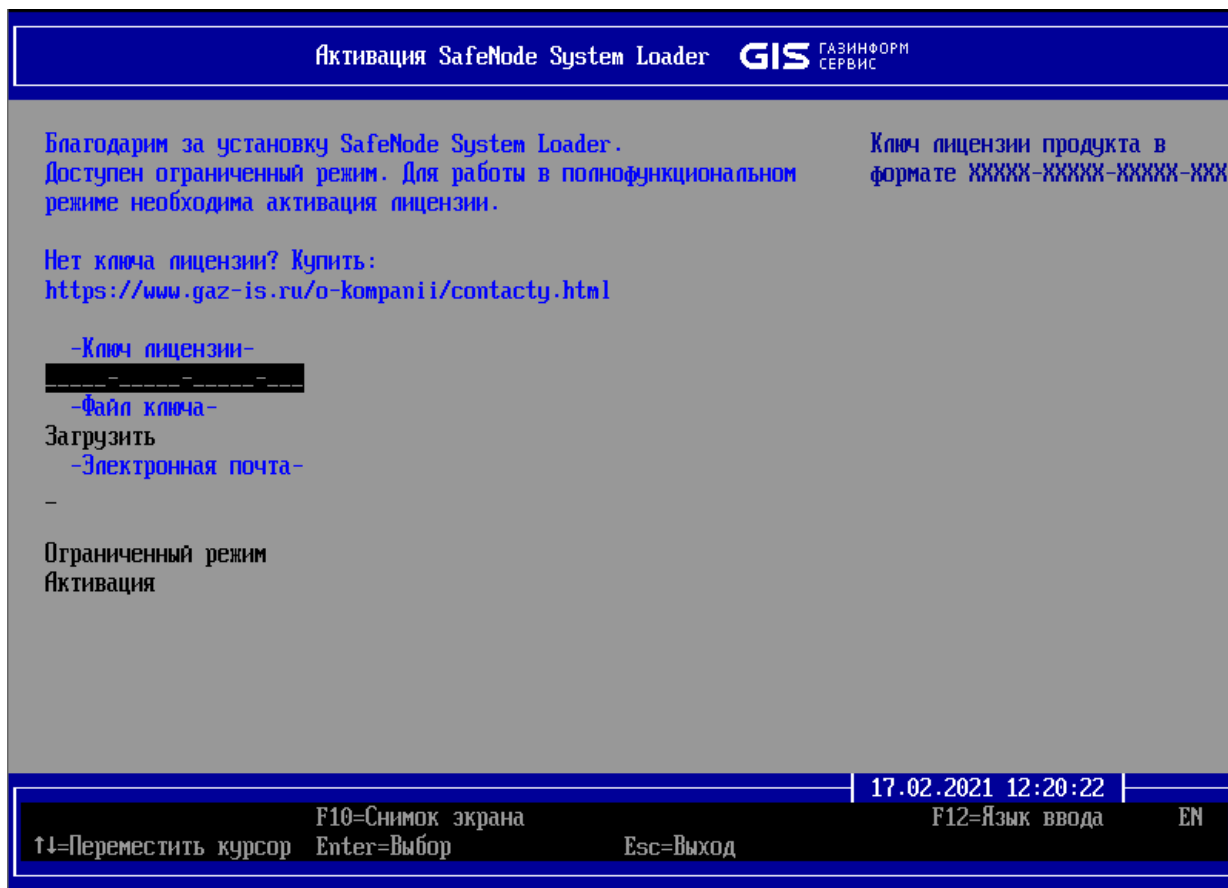 Активация SafeNode System Loader GIS ГАЗИНФОРМ
СЕРВИС
Благодарим за установку SafeNode System Loader.
Доступен ограниченный режим. Для работы в полнофункциональном
режиме необходима активация лицензии.
Нет ключа лицензии? Купить:
https://www.gaz-is.ru/o-kompanii/contacty.html
-Ключ лицензии-
_____-_____-_____-___
-Файл ключа-
Загрузить
-Электронная почта-
_
Ограниченный режим
Активация
Ключ лицензии продукта в
формате XXXXX-XXXXX-XXXXX-XXX
17.02.2021 12:20:22
F10=Снимок экрана F12=Язык ввода EN
↑↓=Переместить курсор Enter=Выбор Esc=Выход